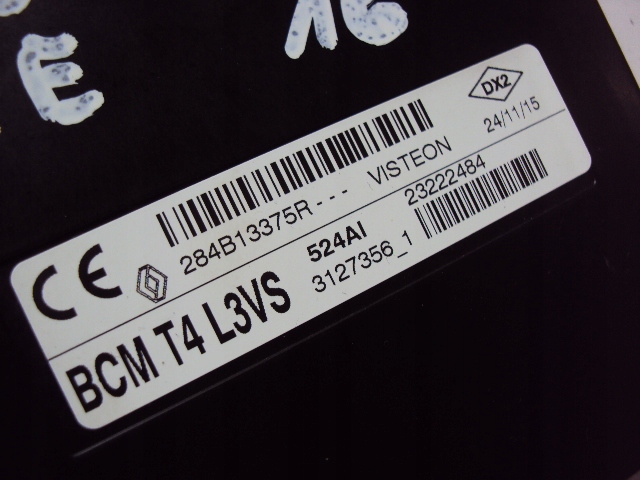 E
16
DX2
24/11/15
CE
284B13375R--- VISTEON
BCM T4 L3VS
524AI
3127356_1
23222484